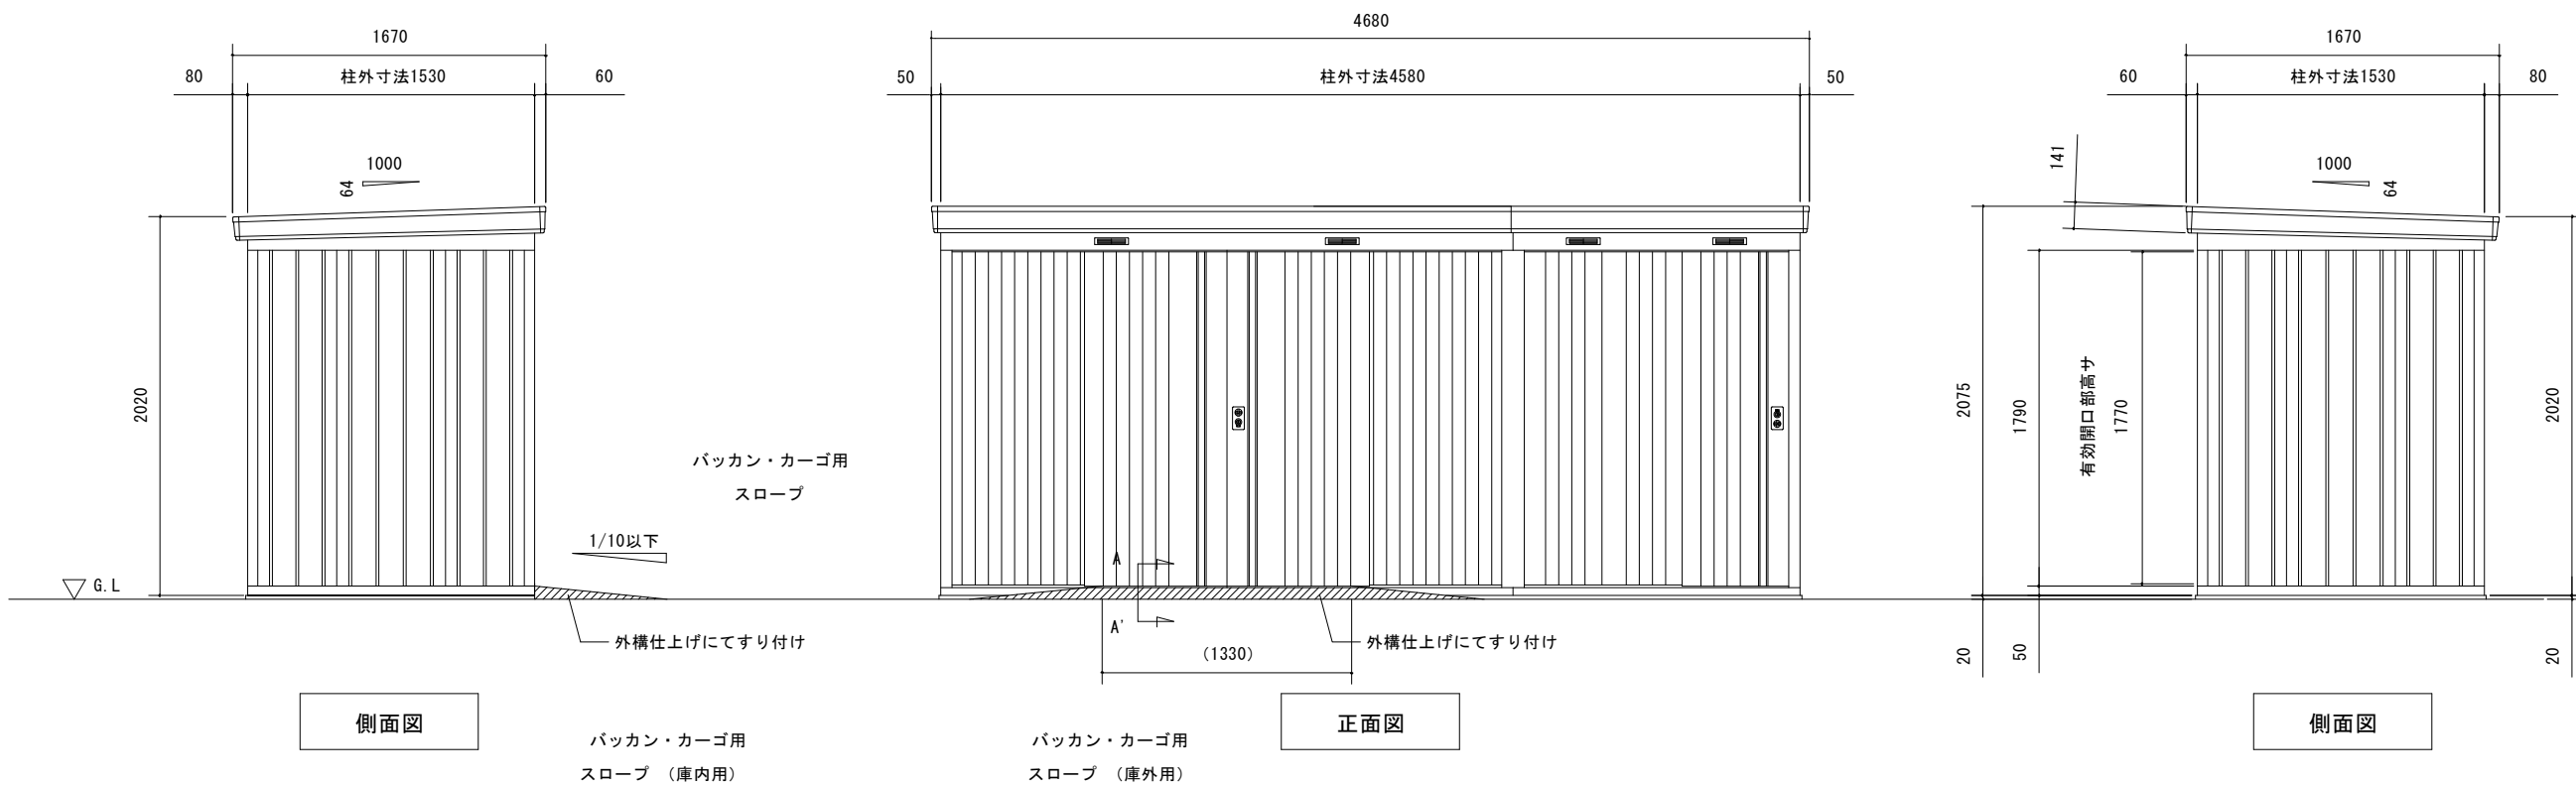 4680
1670
1670
80
柱外寸法1530
60
50
柱外寸法4580
50
60
柱外寸法1530
80
141
1000
64
1000
64
2020
2075
1790
有効開口部高サ
1770
2020
バッカン・カーゴ用
スロープ
1/10以下
A
G.L
A'
外構仕上げにてすり付け
外構仕上げにてすり付け
(1330)
20
50
20
側面図
正面図
側面図
バッカン・カーゴ用
スロープ （庫内用）
バッカン・カーゴ用
スロープ （庫外用）